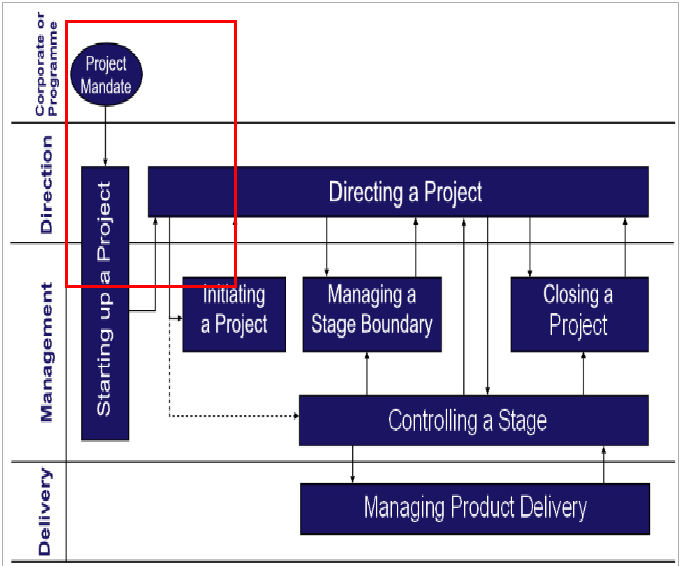 Corporate or
Programme
Project
Mandate
Direction
Starting up a Project
Directing a Project
Management
Initiating
a Project
Managing a
Stage Boundary
Closing a
Project
Controlling a Stage
Delivery
Managing Product Delivery